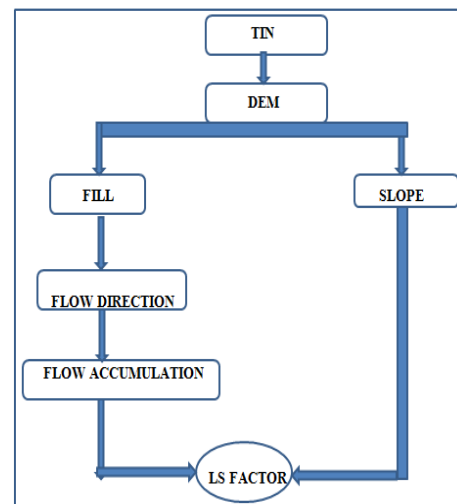 TIN
DEM
FILL
SLOPE
FLOW DIRECTION
FLOW ACCUMULATION
LS FACTOR